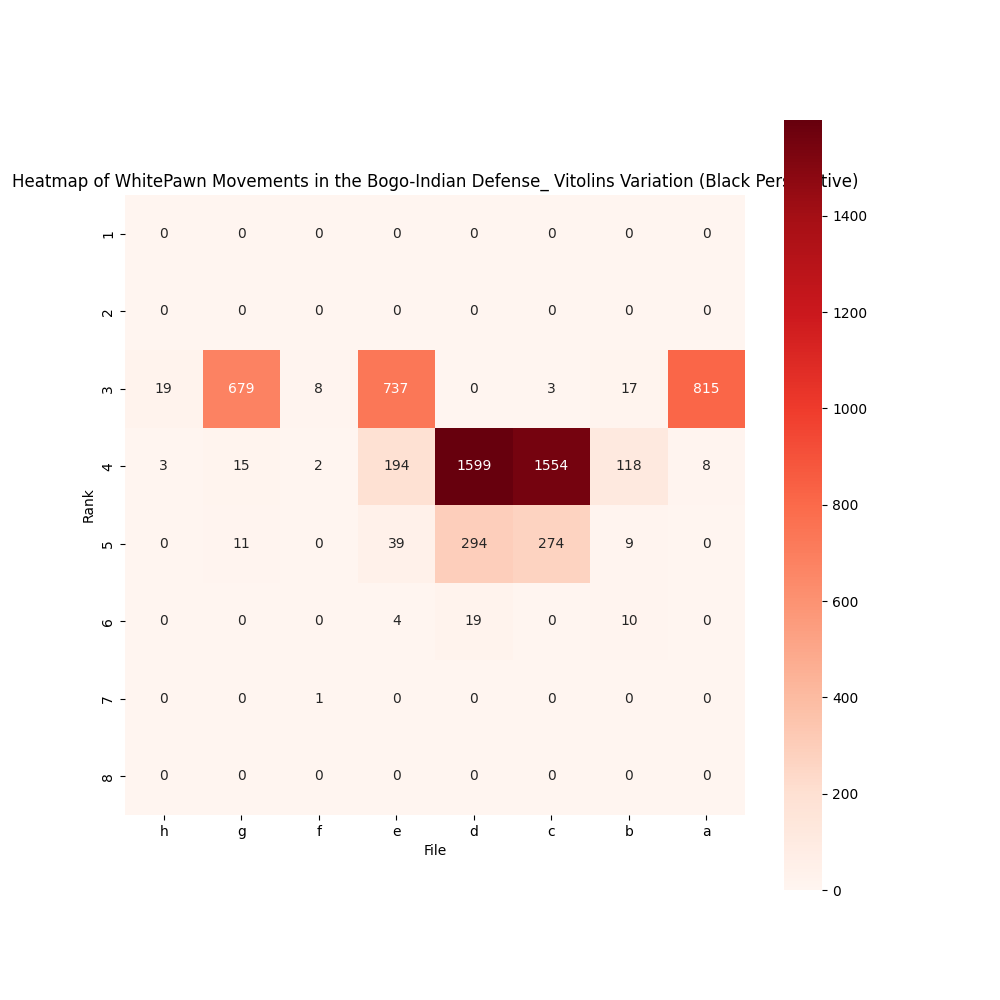 Heatmap of WhitePawn Movements in the Bogo-Indian Defense_ Vitolins Variation (Black Perspective)
1 0 0 0 0 0 0 0 0
2 0 0 0 0 0 0 0 0
3 19 679 8 737 0 3 17 815
4 3 15 2 194 1599 1554 118 8
5 0 11 0 39 294 274 9 0
6 0 0 0 4 19 0 10 0
7 0 0 1 0 0 0 0 0
8 0 0 0 0 0 0 0 0
Rank
h g f e d c b a
File
1400
1200
1000
800
600
400
200
0